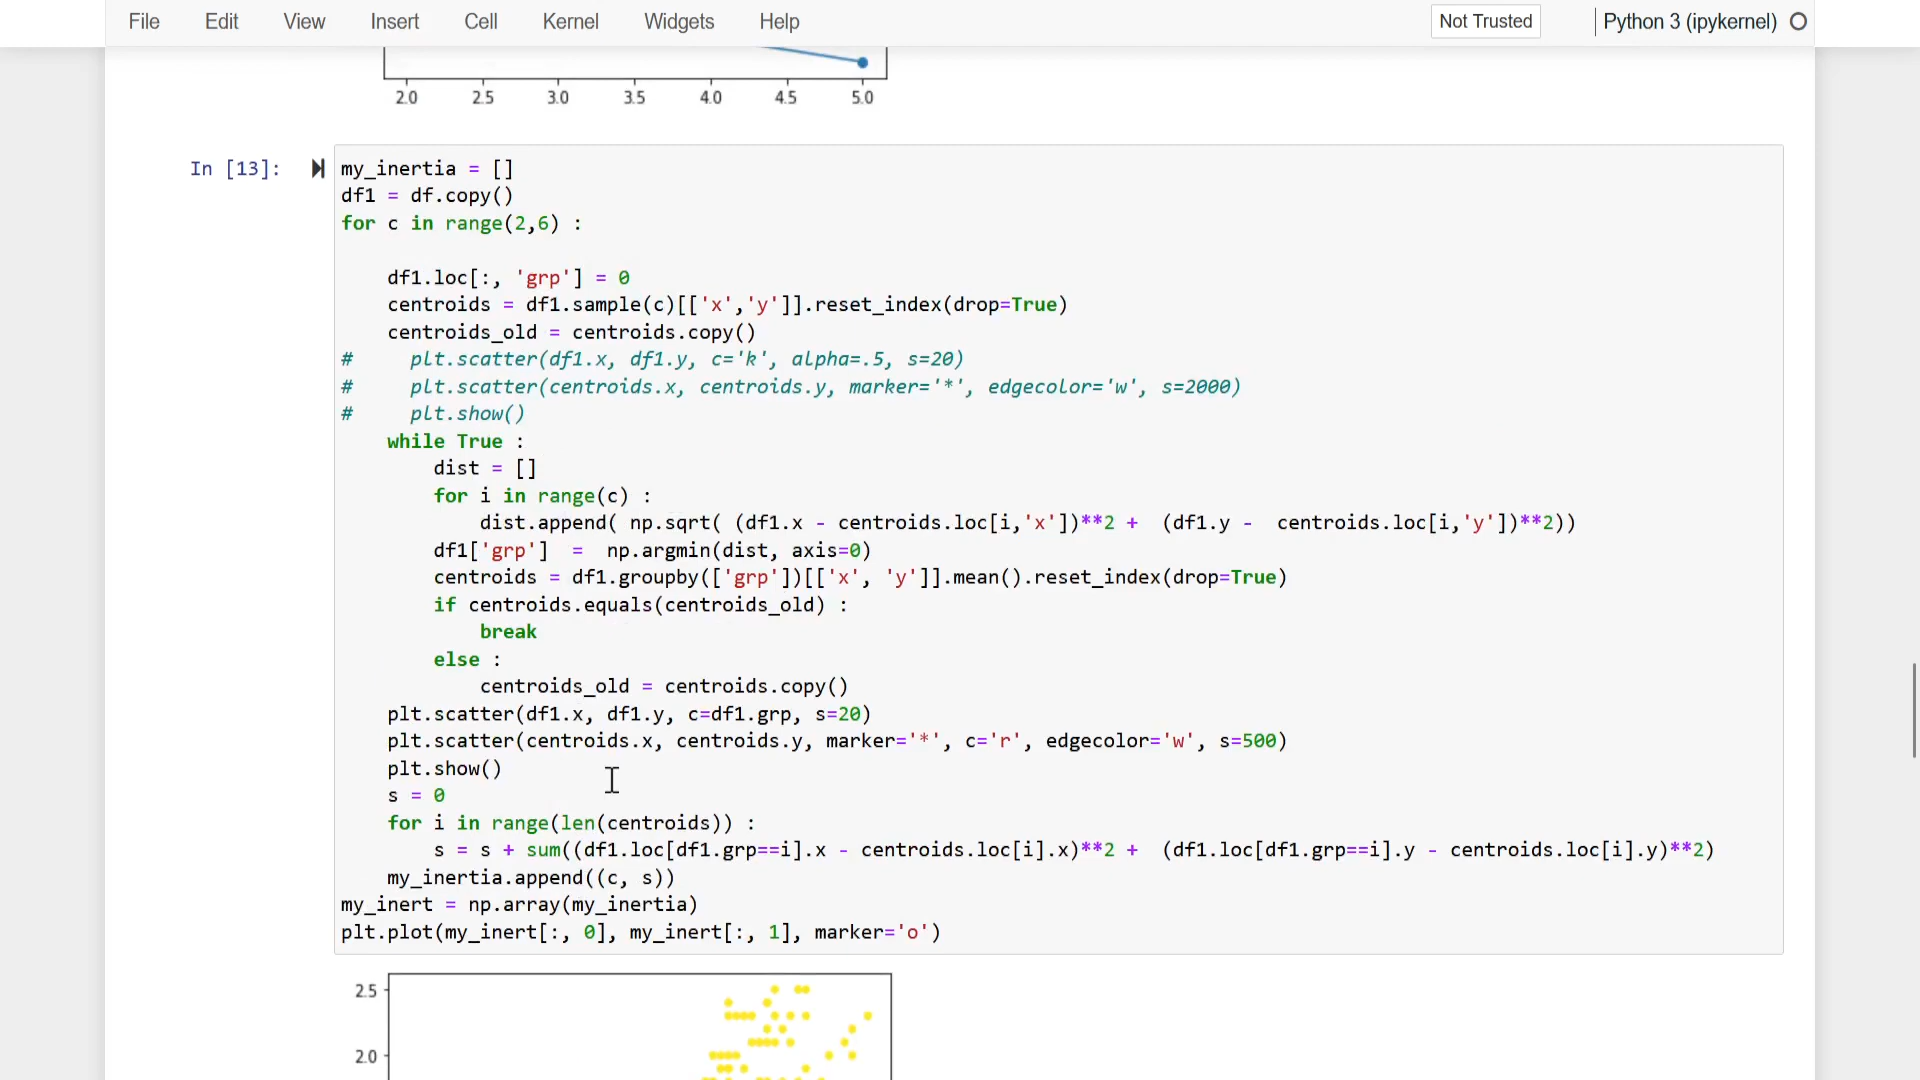 File Edit View Insert Cell Kernel Widgets Help Not Trusted Python 3 (ipykernel)
2.0 2.5 3.0 3.5 4.0 4.5 5.0
In [13]: my_inertia = []
df1 = df.copy()
for c in range(2,6) :
df1.loc[:, 'grp'] = 0
centroids = df1.sample(c)[['x','y']].reset_index(drop=True)
centroids_old = centroids.copy()
# plt.scatter(df1.x, df1.y, c='k', alpha=.5, s=20)
# plt.scatter(centroids.x, centroids.y, marker='*', edgecolor='w', s=2000)
# plt.show()
while True :
dist = []
for i in range(c) :
dist.append( np.sqrt( (df1.x - centroids.loc[i,'x'])**2 + (df1.y - centroids.loc[i,'y'])**2))
df1['grp'] = np.argmin(dist, axis=0)
centroids = df1.groupby(['grp'])[['x', 'y']].mean().reset_index(drop=True)
if centroids.equals(centroids_old) :
break
else :
centroids_old = centroids.copy()
plt.scatter(df1.x, df1.y, c=df1.grp, s=20)
plt.scatter(centroids.x, centroids.y, marker='*', c='r', edgecolor='w', s=500)
plt.show()
s = 0
for i in range(len(centroids)) :
s = s + sum((df1.loc[df1.grp==i].x - centroids.loc[i].x)**2 + (df1.loc[df1.grp==i].y - centroids.loc[i].y)**2)
my_inertia.append((c, s))
my_inert = np.array(my_inertia)
plt.plot(my_inert[:, 0], my_inert[:, 1], marker='o')
2.5
2.0